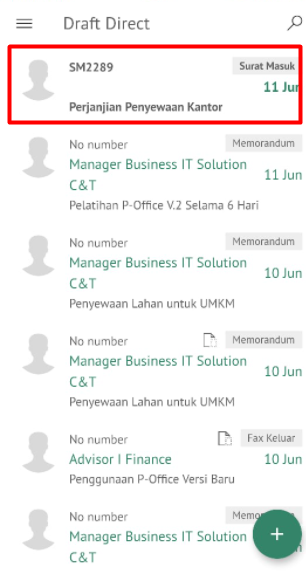 Draft Direct
SM2289 Surat Masuk
11 Jun
Perjanjian Penyewaan Kantor
No number Memorandum
Manager Business IT Solution
C&T 11 Jun
Pelatihan P-Office V.2 Selama 6 Hari
No number Memorandum
Manager Business IT Solution
C&T 10 Jun
Penyewaan Lahan untuk UMKM
No number Memorandum
Manager Business IT Solution
C&T 10 Jun
Penyewaan Lahan untuk UMKM
No number Fax Keluar
Advisor I Finance 10 Jun
Penggunaan P-Office Versi Baru
No number
Manager Business IT Solution
C&T
+